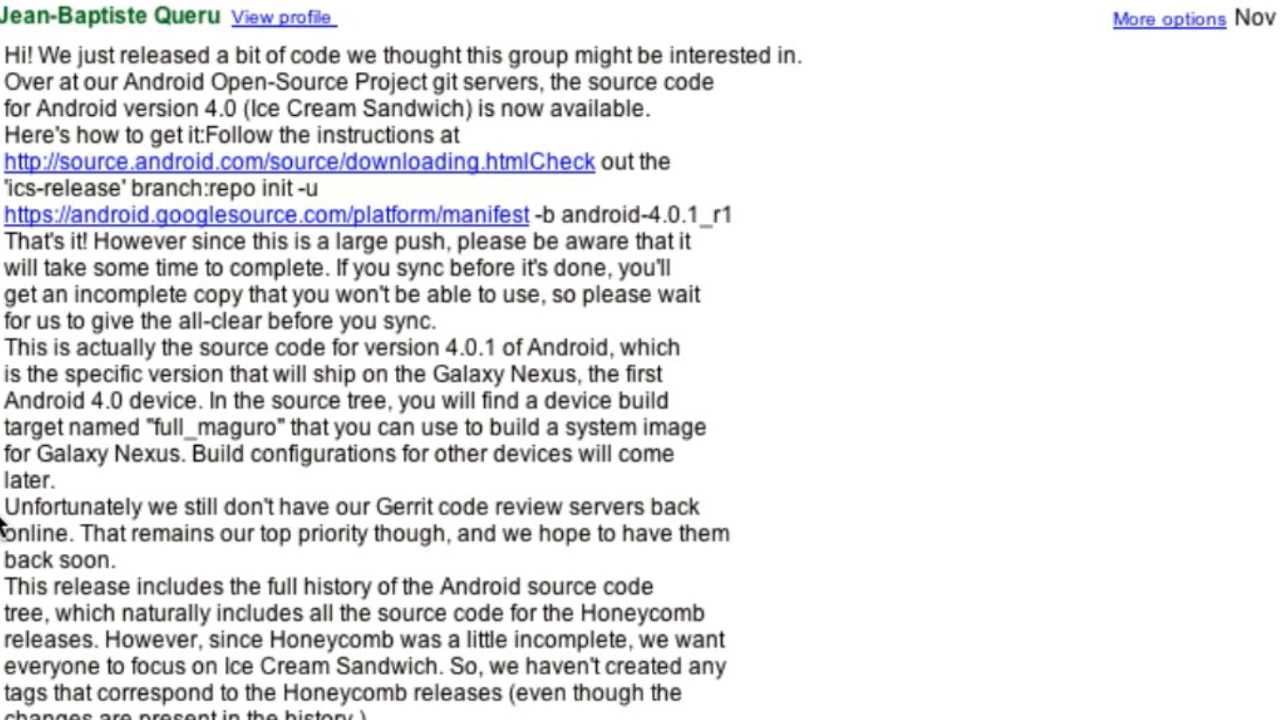 Jean-Baptiste Queru View profile More options Nov
Hi! We just released a bit of code we thought this group might be interested in.
Over at our Android Open-Source Project git servers, the source code
for Android version 4.0 (Ice Cream Sandwich) is now available.
Here's how to get it:Follow the instructions at
http://source.android.com/source/downloading.htmlCheck out the
'ics-release' branch:repo init -u
https://android.googlesource.com/platform/manifest -b android-4.0.1_r1
That's it! However since this is a large push, please be aware that it
will take some time to complete. If you sync before it's done, you'll
get an incomplete copy that you won't be able to use, so please wait
for us to give the all-clear before you sync.
This is actually the source code for version 4.0.1 of Android, which
is the specific version that will ship on the Galaxy Nexus, the first
Android 4.0 device. In the source tree, you will find a device build
target named "full_maguro" that you can use to build a system image
for Galaxy Nexus. Build configurations for other devices will come
later.
Unfortunately we still don't have our Gerrit code review servers back
online. That remains our top priority though, and we hope to have them
back soon.
This release includes the full history of the Android source code
tree, which naturally includes all the source code for the Honeycomb
releases. However, since Honeycomb was a little incomplete, we want
everyone to focus on Ice Cream Sandwich. So, we haven't created any
tags that correspond to the Honeycomb releases (even though the
changes are present in the history.)